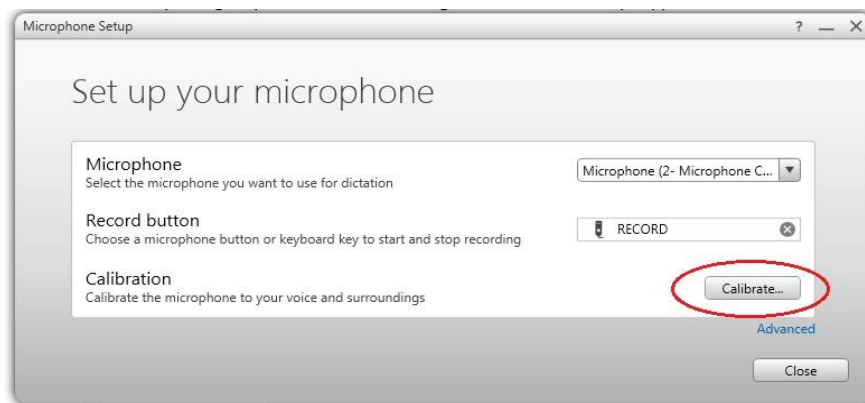 Microphone Setup
? — ×
Set up your microphone
Microphone
Select the microphone you want to use for dictation
Microphone (2- Microphone C...
Record button
Choose a microphone button or keyboard key to start and stop recording
RECORD
Calibration
Calibrate the microphone to your voice and surroundings
Calibrate...
Advanced
Close